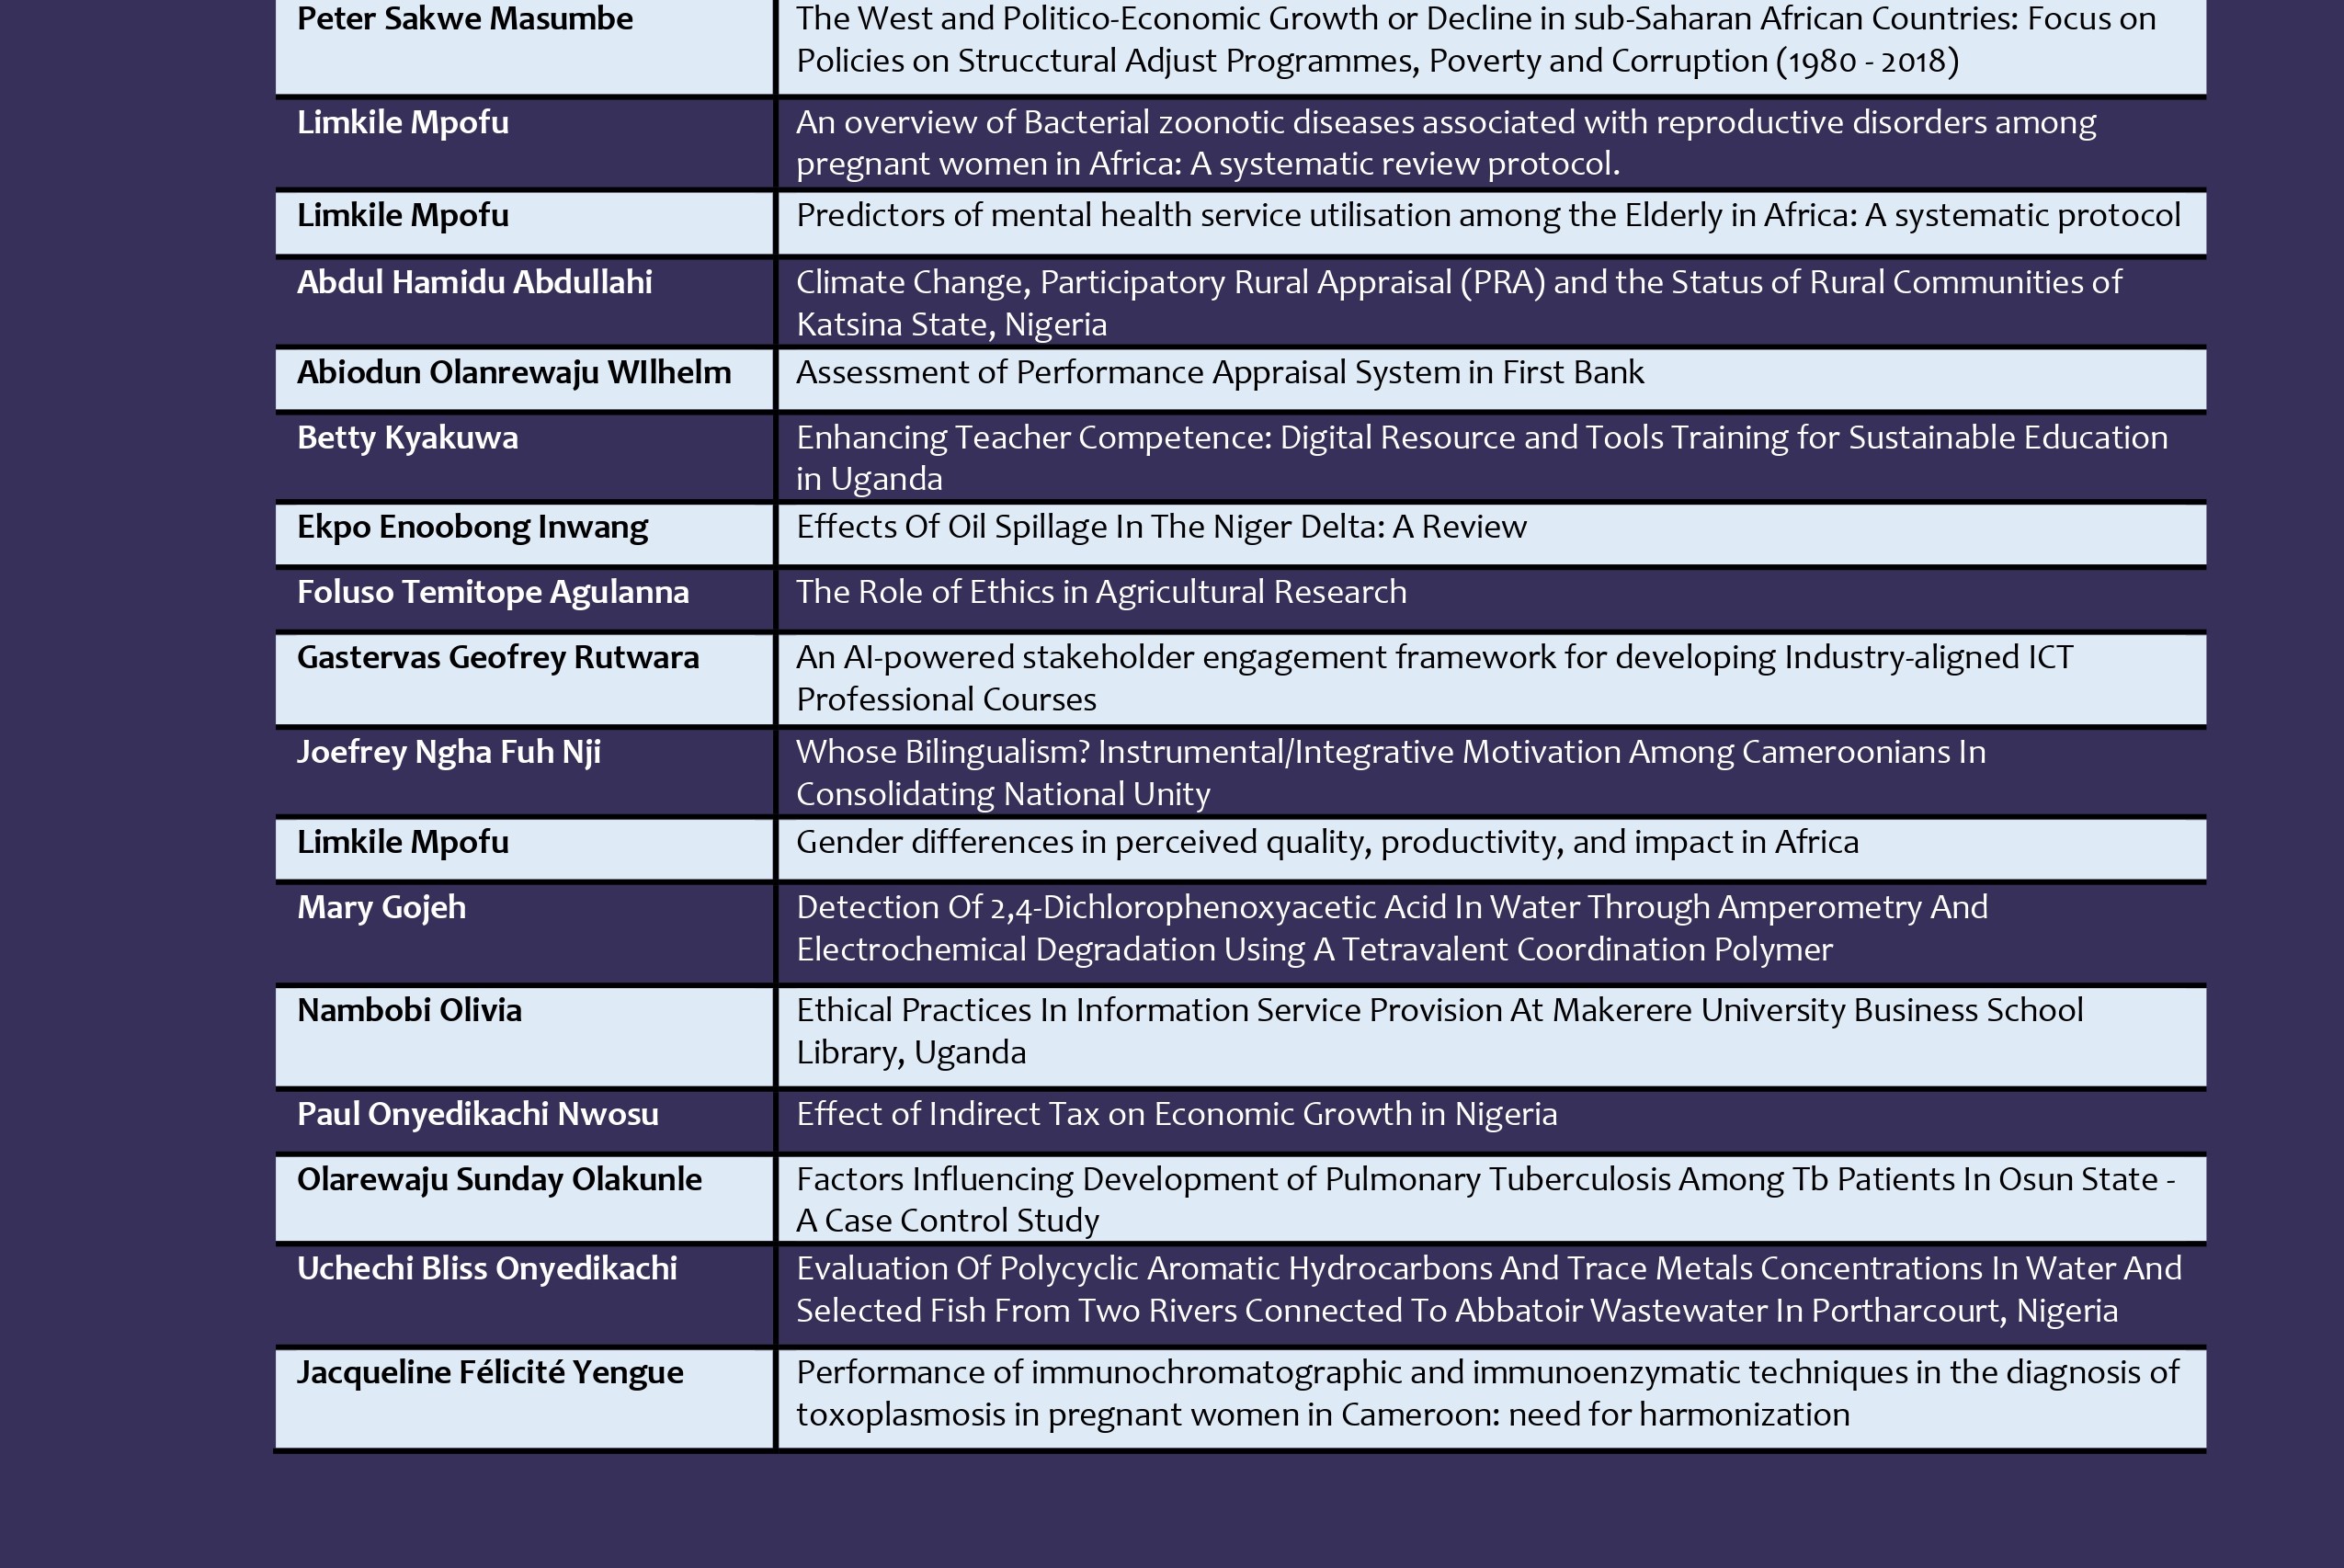 Peter Sakwe Masumbe
The West and Politico-Economic Growth or Decline in sub-Saharan African Countries: Focus on
Policies on Strucctural Adjust Programmes, Poverty and Corruption (1980 - 2018)
Limkile Mpofu
An overview of Bacterial zoonotic diseases associated with reproductive disorders among
pregnant women in Africa: A systematic review protocol.
Limkile Mpofu
Predictors of mental health service utilisation among the Elderly in Africa: A systematic protocol
Abdul Hamidu Abdullahi
Climate Change, Participatory Rural Appraisal (PRA) and the Status of Rural Communities of
Katsina State, Nigeria
Abiodun Olanrewaju WIlhelm
Assessment of Performance Appraisal System in First Bank
Betty Kyakuwa
Enhancing Teacher Competence: Digital Resource and Tools Training for Sustainable Education
in Uganda
Ekpo Enoobong Inwang
Effects Of Oil Spillage In The Niger Delta: A Review
Foluso Temitope Agulanna
The Role of Ethics in Agricultural Research
Gastervas Geofrey Rutwara
An AI-powered stakeholder engagement framework for developing Industry-aligned ICT
Professional Courses
Joefrey Ngha Fuh Nji
Whose Bilingualism? Instrumental/Integrative Motivation Among Cameroonians In
Consolidating National Unity
Limkile Mpofu
Gender differences in perceived quality, productivity, and impact in Africa
Mary Gojeh
Detection Of 2,4-Dichlorophenoxyacetic Acid In Water Through Amperometry And
Electrochemical Degradation Using A Tetravalent Coordination Polymer
Nambobi Olivia
Ethical Practices In Information Service Provision At Makerere University Business School
Library, Uganda
Paul Onyedikachi Nwosu
Effect of Indirect Tax on Economic Growth in Nigeria
Olarewaju Sunday Olakunle
Factors Influencing Development of Pulmonary Tuberculosis Among Tb Patients In Osun State -
A Case Control Study
Uchechi Bliss Onyedikachi
Evaluation Of Polycyclic Aromatic Hydrocarbons And Trace Metals Concentrations In Water And
Selected Fish From Two Rivers Connected To Abbatoir Wastewater In Portharcourt, Nigeria
Jacqueline Félicité Yengue
Performance of immunochromatographic and immunoenzymatic techniques in the diagnosis of
toxoplasmosis in pregnant women in Cameroon: need for harmonization